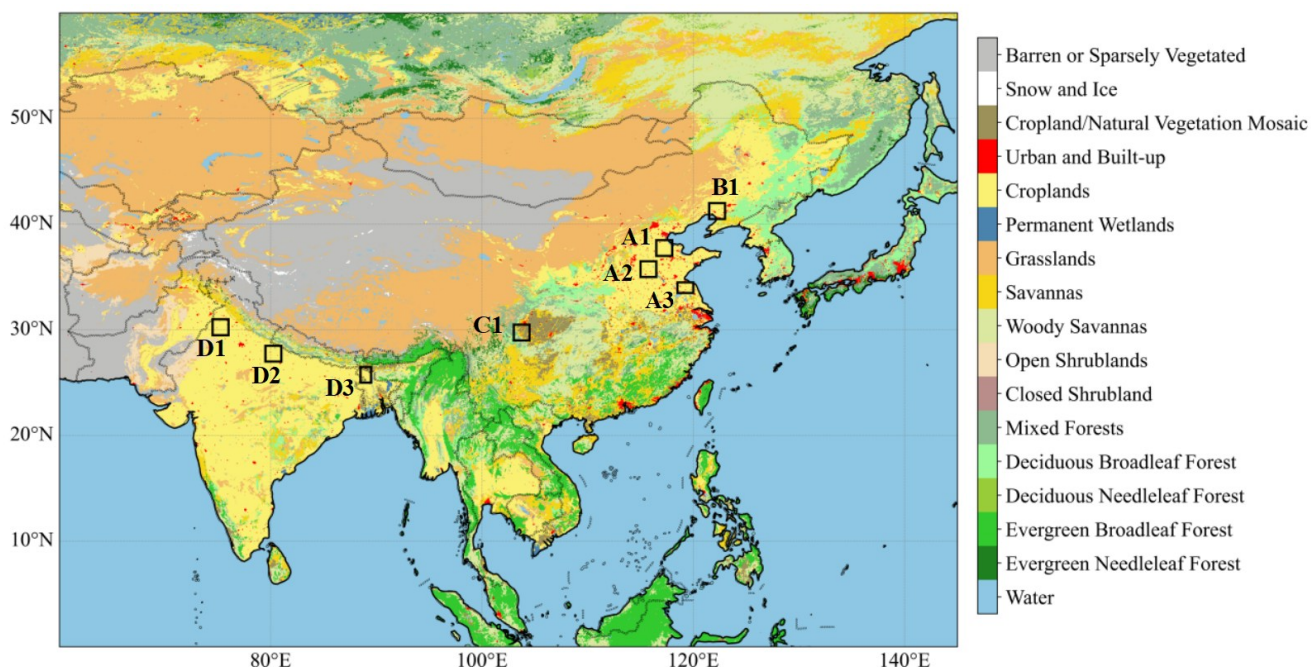 50°N
40°N
30°N
20°N
10°N
80°E
100°E
120°E
140°E
B1
A1
A2
A3
C1
D1
D2
D3
Barren or Sparsely Vegetated
Snow and Ice
Cropland/Natural Vegetation Mosaic
Urban and Built-up
Croplands
Permanent Wetlands
Grasslands
Savannas
Woody Savannas
Open Shrublands
Closed Shrubland
Mixed Forests
Deciduous Broadleaf Forest
Deciduous Needleleaf Forest
Evergreen Broadleaf Forest
Evergreen Needleleaf Forest
Water